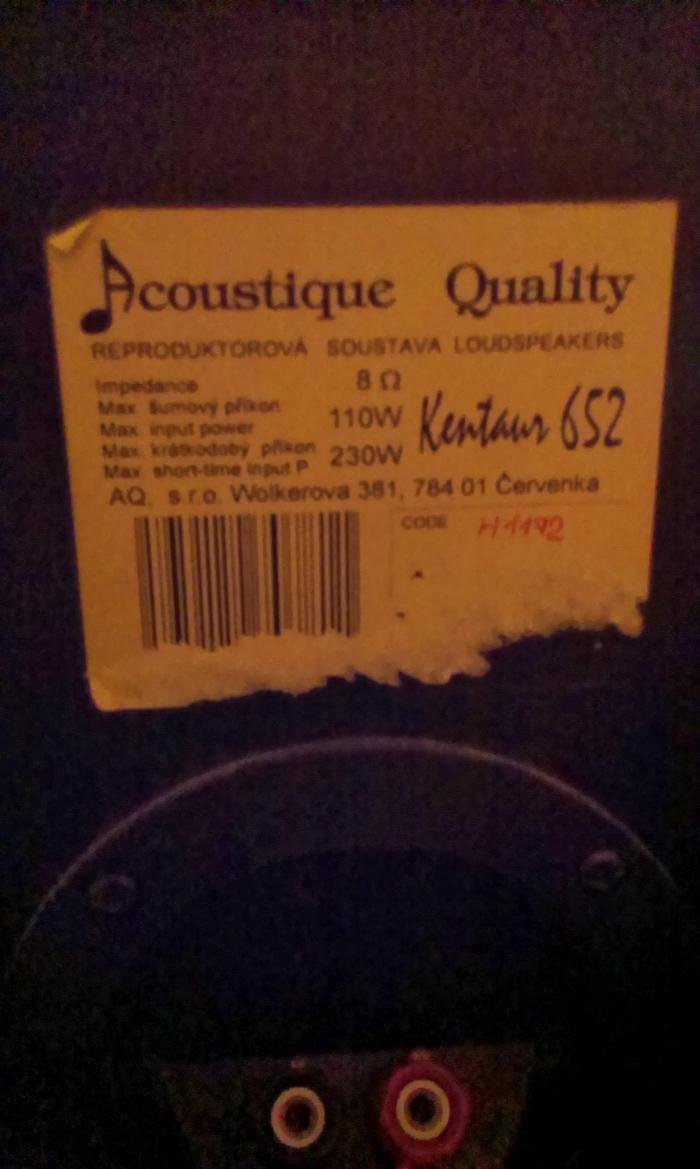 Acoustique Quality
REPRODUKTOROVÁ SOUSTAVA LOUDSPEAKERS
Impedance 8 Ω
Max. šumový příkon
Max. input power 110W
Kentaur 652
Max. krátkodobý příkon
Max. short-time input P 230W
AQ, s.r.o. Wolkerova 381, 784 01 Červenka
CODE H1192